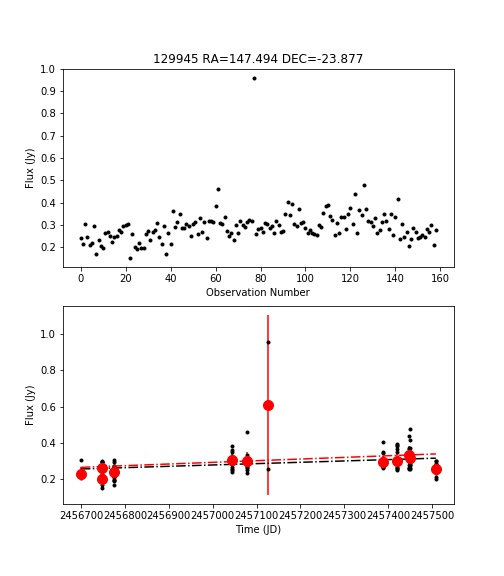 129945 RA=147.494 DEC=-23.877
1.0
0.9
0.8
0.7
0.6
0.5
0.4
0.3
0.2
Flux (Jy)
0 20 40 60 80 100 120 140 160
Observation Number
1.0
0.8
0.6
0.4
0.2
Flux (Jy)
2456700 2456800 2456900 2457000 2457100 2457200 2457300 2457400 2457500
Time (JD)